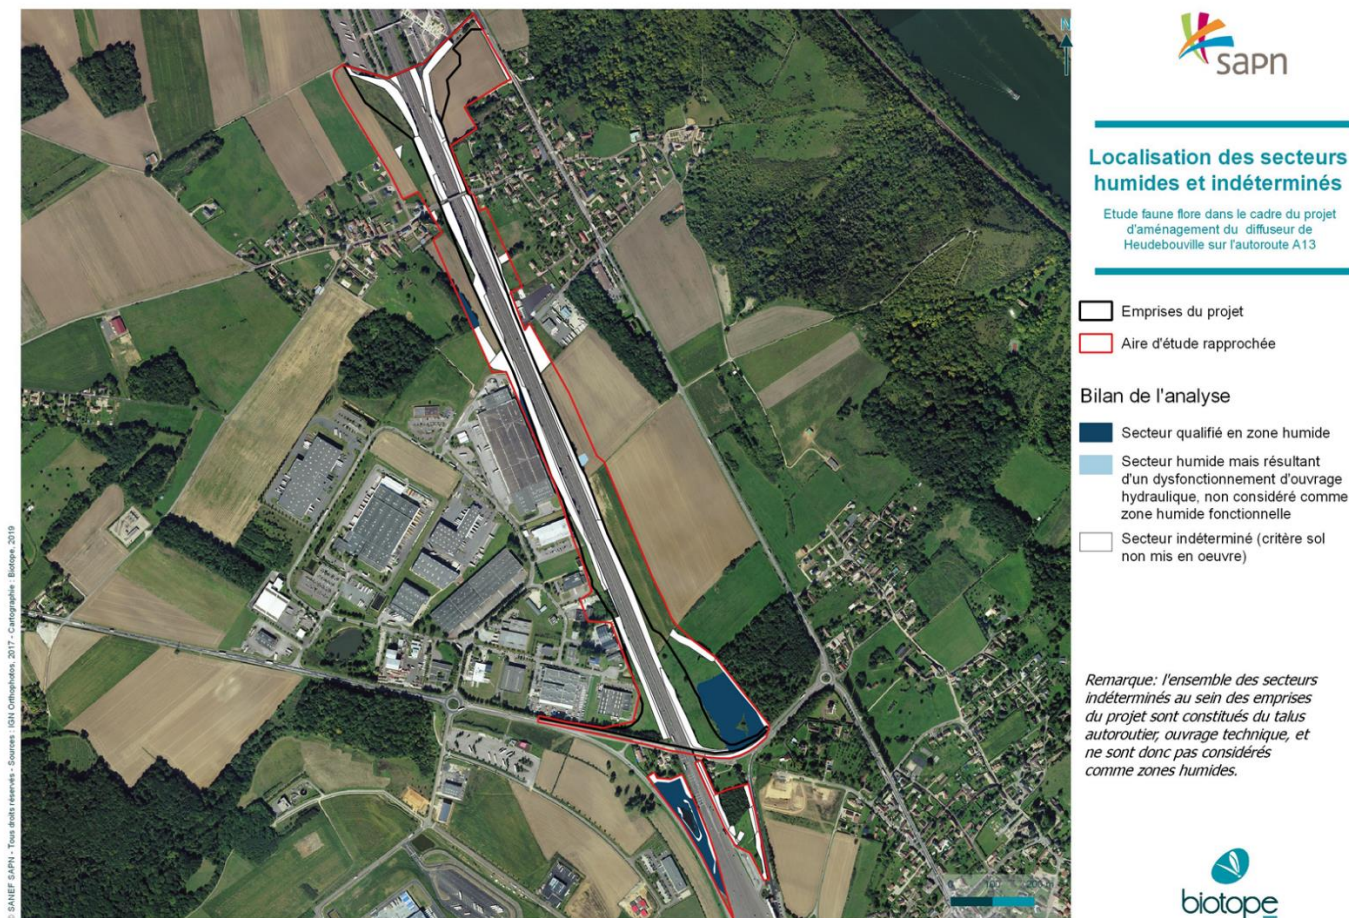 N
sapn
Localisation des secteurs
humides et indéterminés
Etude faune flore dans le cadre du projet
d'aménagement du diffuseur de
Heudebouville sur l'autoroute A13
Emprises du projet
Aire d'étude rapprochée
Bilan de l'analyse
Secteur qualifié en zone humide
Secteur humide mais résultant
d'un dysfonctionnement d'ouvrage
hydraulique, non considéré comme
zone humide fonctionnelle
Secteur indéterminé (critère sol
non mis en oeuvre)
Remarque: l'ensemble des secteurs
indéterminés au sein des emprises
du projet sont constitués du talus
autoroutier, ouvrage technique, et
ne sont donc pas considérés
comme zones humides.
biotope
© SANEF SAPN - Tous droits réservés - Sources : IGN Orthophotos, 2017 - Cartographie : Biotope, 2019